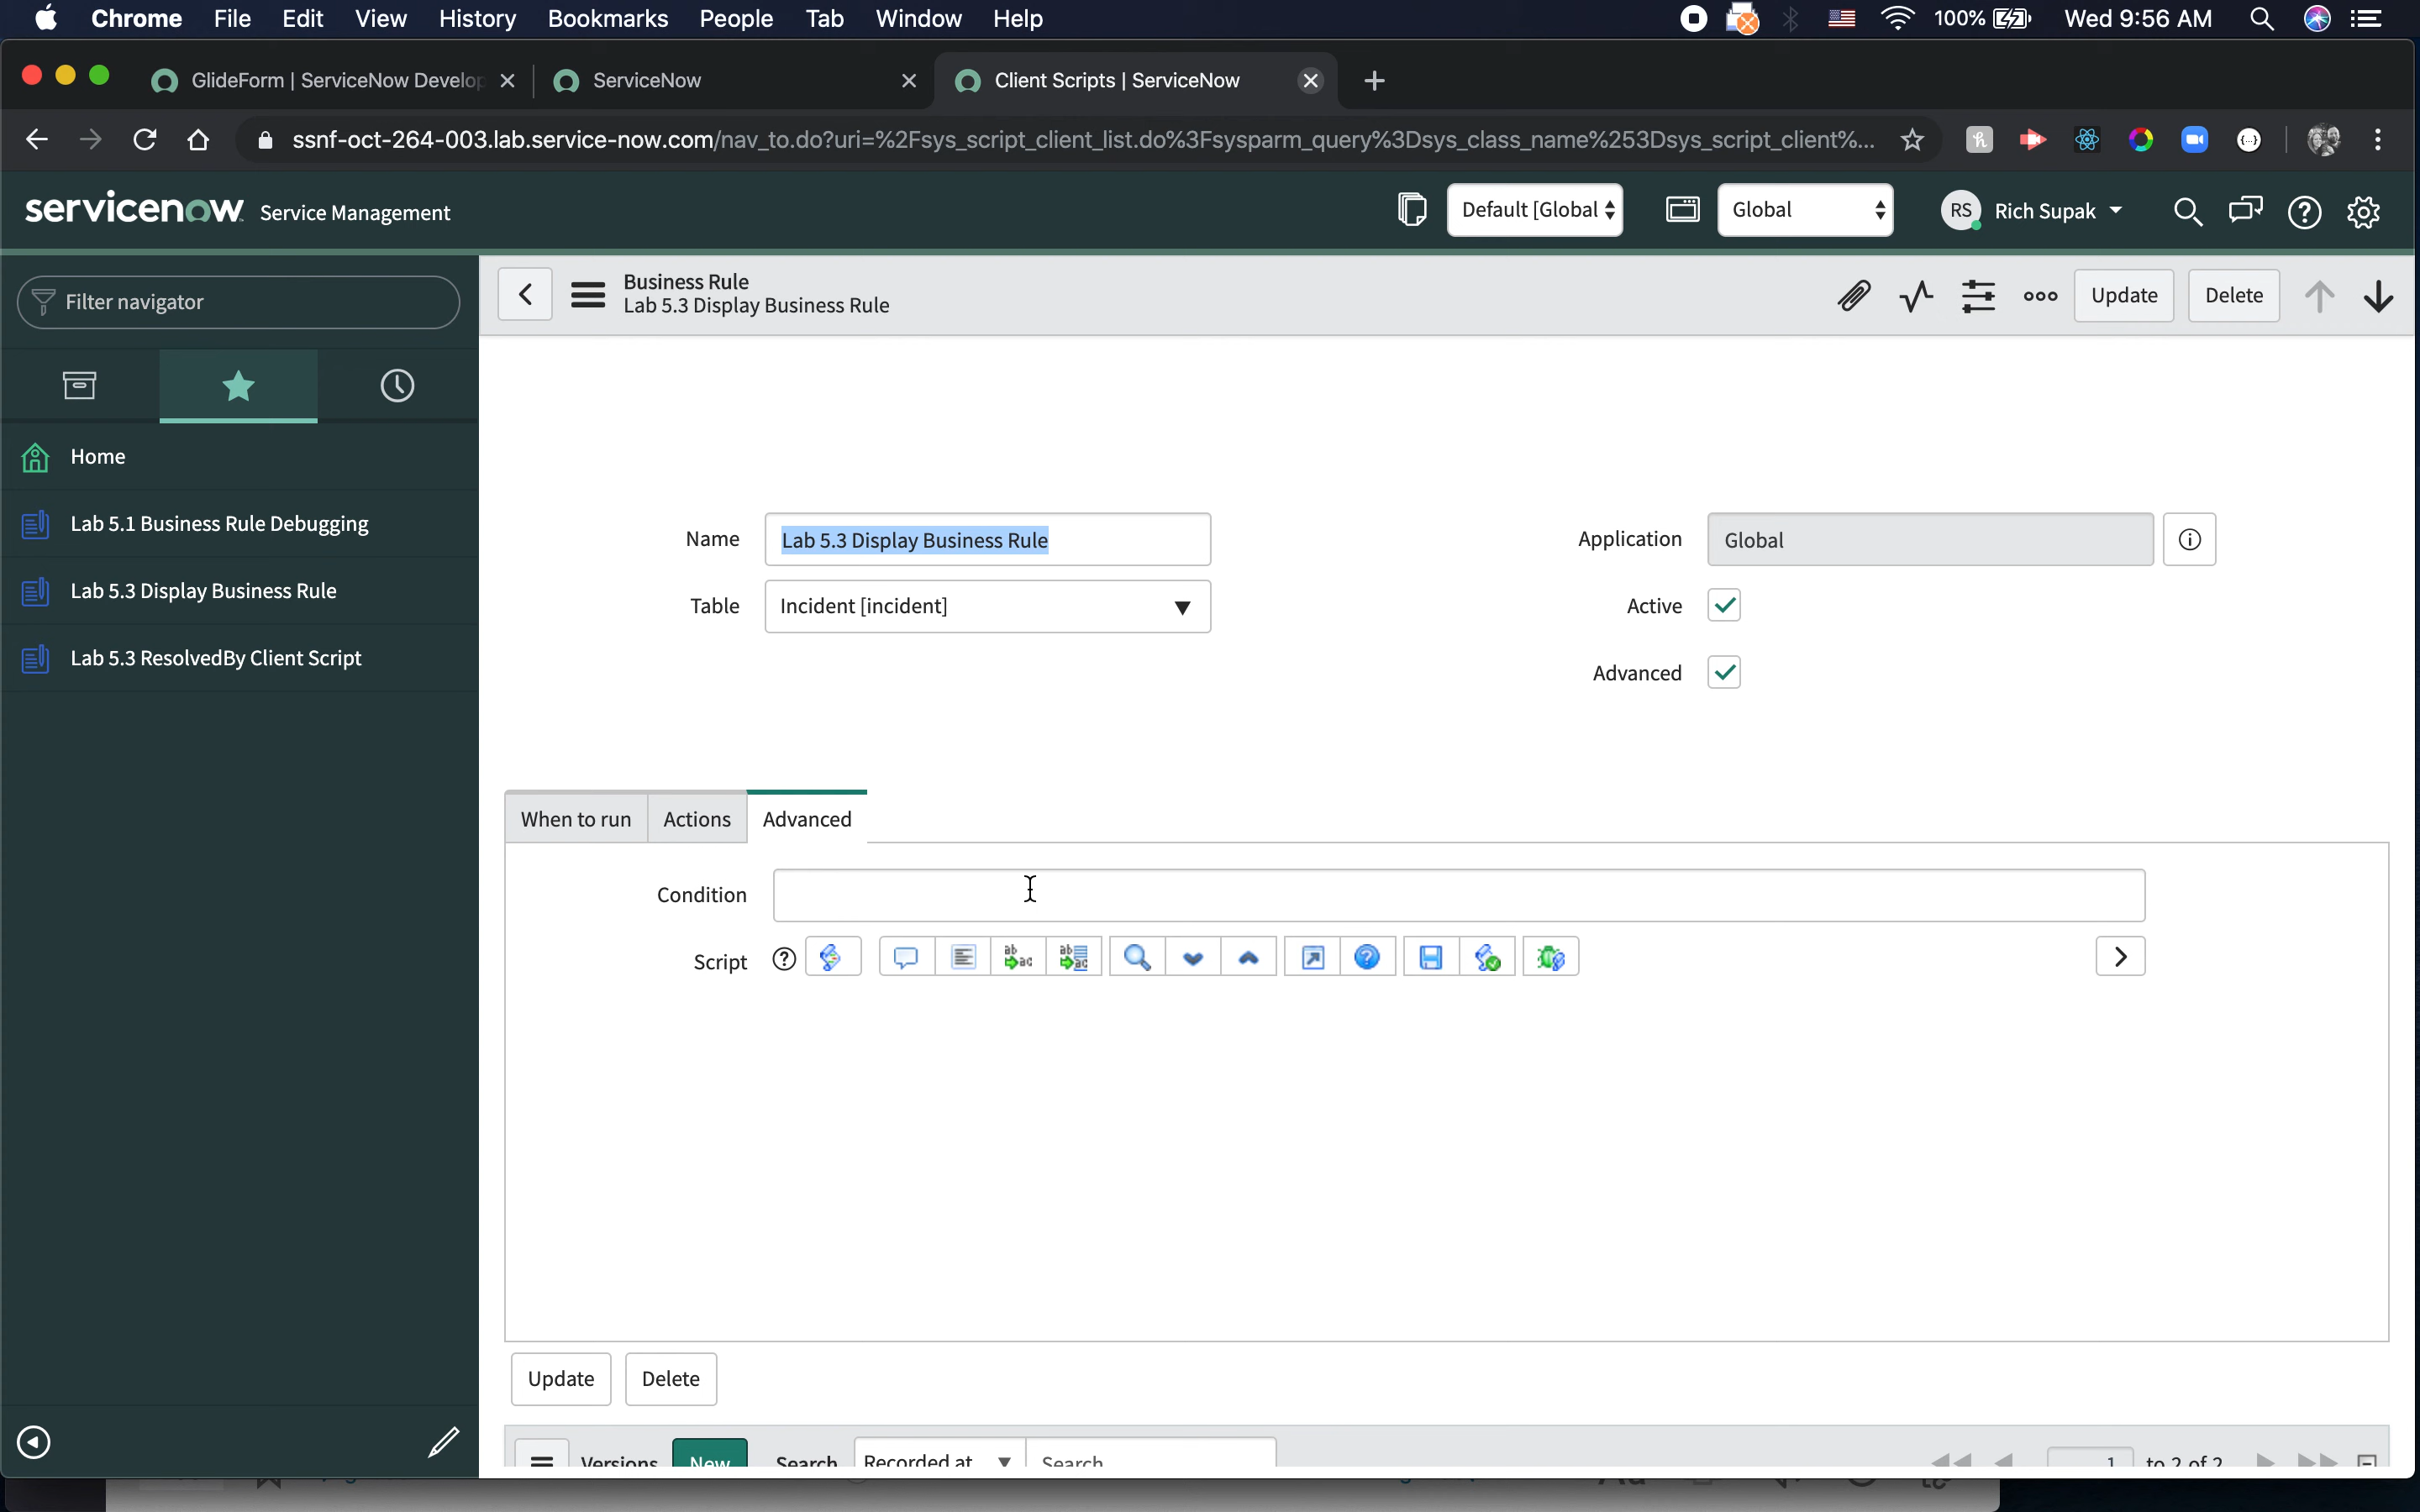 Chrome File Edit View History Bookmarks People Tab Window Help 100% Wed 9:56 AM
GlideForm | ServiceNow Develop ServiceNow Client Scripts | ServiceNow
ssnf-oct-264-003.lab.service-now.com/nav_to.do?uri=%2Fsys_script_client_list.do%3Fsysparm_query%3Dsys_class_name%253Dsys_script_client%...
servicenow Service Management Default [Global Global RS Rich Supak
Filter navigator
Business Rule
Lab 5.3 Display Business Rule
Update Delete
Home
Lab 5.1 Business Rule Debugging
Lab 5.3 Display Business Rule
Lab 5.3 ResolvedBy Client Script
Name Lab 5.3 Display Business Rule Application Global
Table Incident [incident] Active
Advanced
When to run Actions Advanced
Condition
Script
Update Delete
Versions New Search Recorded at Search 1 to 2 of 2